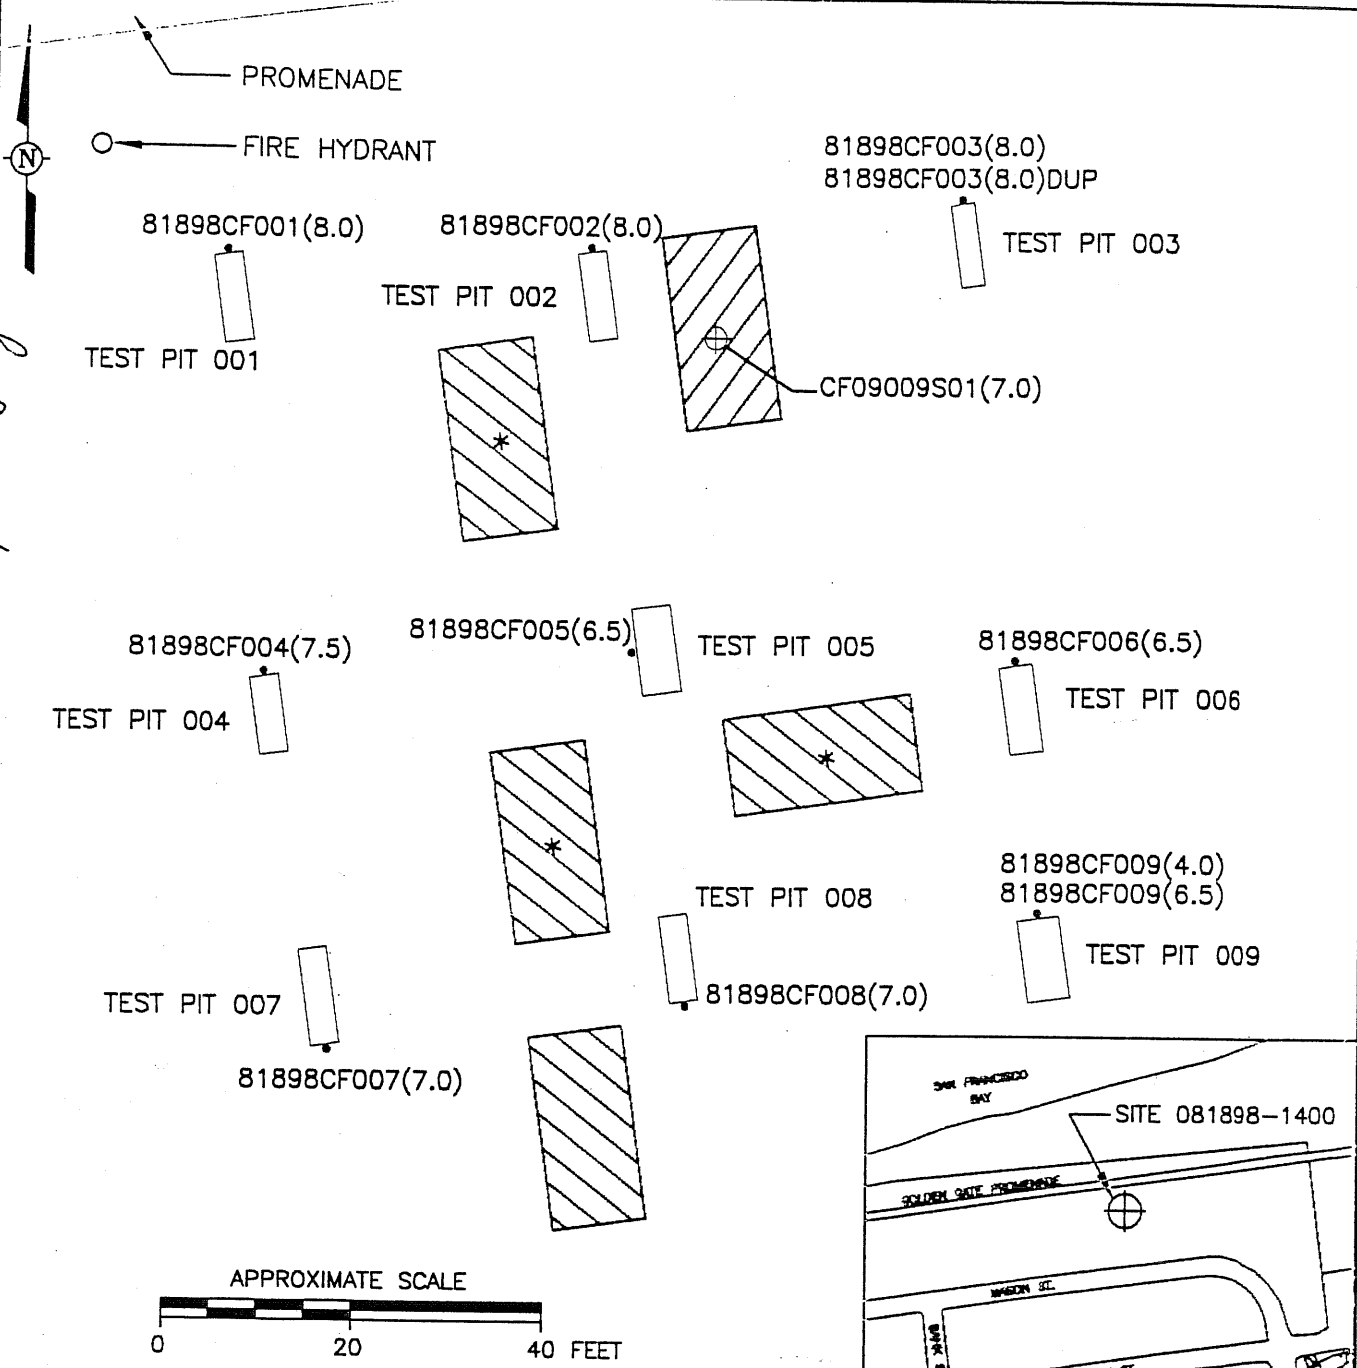 PROMENADE
N
FIRE HYDRANT
81898CF003(8.0)
81898CF003(8.0)DUP
81898CF001(8.0)
81898CF002(8.0)
TEST PIT 003
TEST PIT 002
TEST PIT 001
CF09009S01(7.0)
81898CF004(7.5)
81898CF005(6.5)
TEST PIT 005
81898CF006(6.5)
TEST PIT 004
TEST PIT 006
81898CF009(4.0)
81898CF009(6.5)
TEST PIT 008
TEST PIT 009
TEST PIT 007
81898CF008(7.0)
81898CF007(7.0)
SAN FRANCISCO
BAY
SITE 081898-1400
GOLDEN GATE PROMENADE
MASON ST.
BANK
APPROXIMATE SCALE
0 20 40 FEET